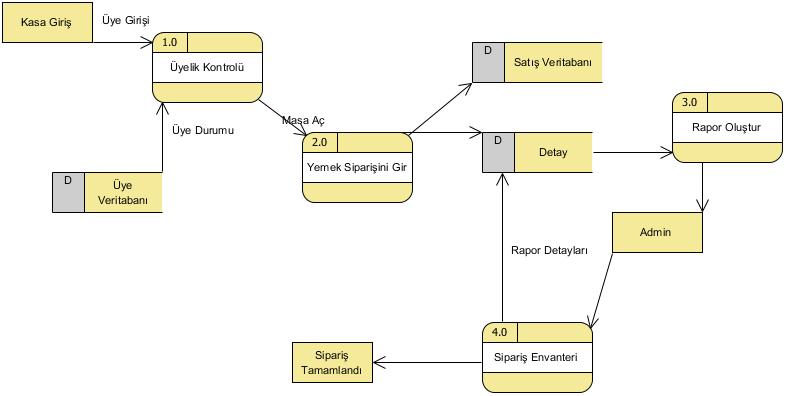 Kasa Giriş
Üye Girişi
1.0
Üyelik Kontrolü
D
Satış Veritabanı
Masa Aç
Üye Durumu
2.0
Yemek Siparişini Gir
D
Detay
3.0
Rapor Oluştur
D
Üye
Veritabanı
Admin
Rapor Detayları
4.0
Sipariş Envanteri
Sipariş
Tamamlandı